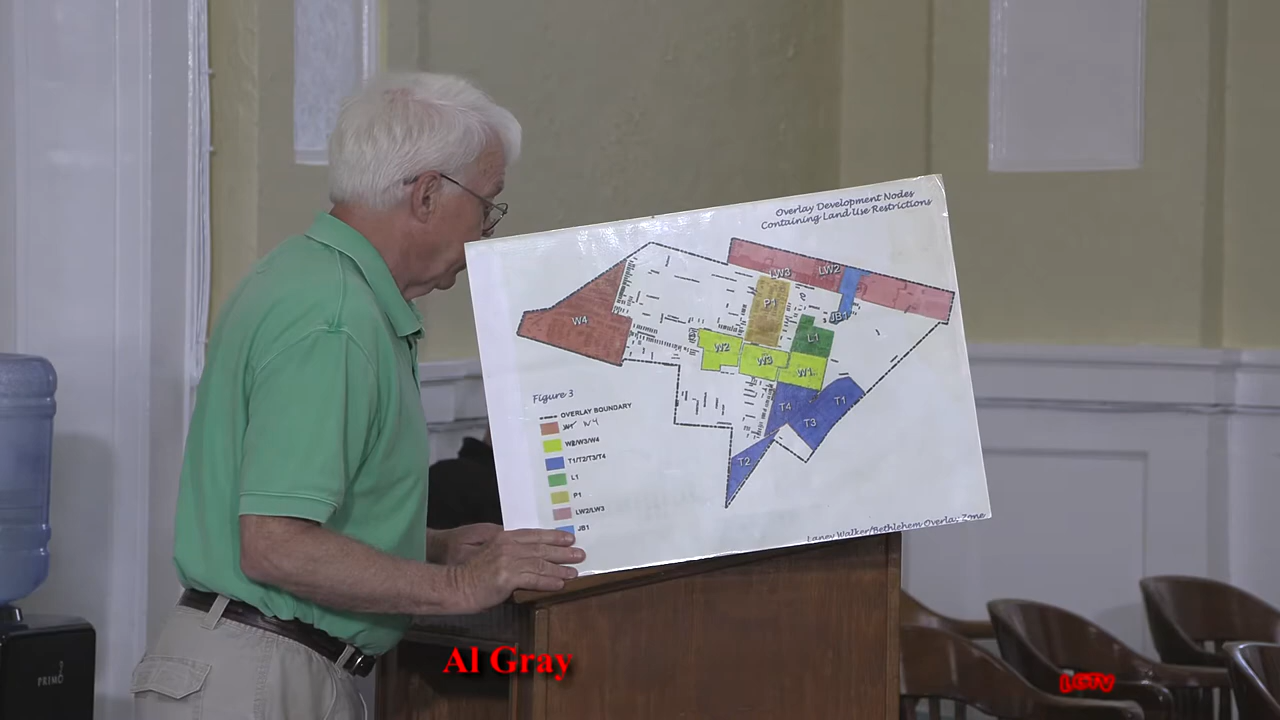 Overlay Development Nodes
Containing Land Use Restrictions
LW3
LW2
P1
JB1
W4
L1
W2
W3
W1
T4
T1
T3
T2
Figure 3
OVERLAY BOUNDARY
W4
W2/W3/W4
T1/T2/T3/T4
L1
P1
LW2/LW3
JB1
Laney Walker/Bethlehem Overlay Zone
PRIMO
Al Gray
LGTV